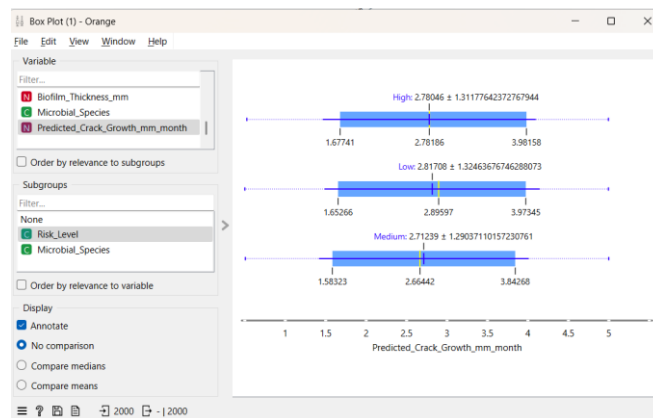 Box Plot (1) - Orange
File Edit View Window Help
Variable
Filter...
N Biofilm_Thickness_mm
C Microbial_Species
N Predicted_Crack_Growth_mm_month
Order by relevance to subgroups
Subgroups
Filter...
None
C Risk_Level
C Microbial_Species
Order by relevance to variable
Display
Annotate
No comparison
Compare medians
Compare means
2000 - | 2000
High: 2.78046 ± 1.31177642372767944
1.67741 2.78186 3.98158
Low: 2.81708 ± 1.32463676746288073
1.65266 2.89597 3.97345
Medium: 2.71239 ± 1.29037110157230761
1.58323 2.66442 3.84268
1 1.5 2 2.5 3 3.5 4 4.5 5
Predicted_Crack_Growth_mm_month